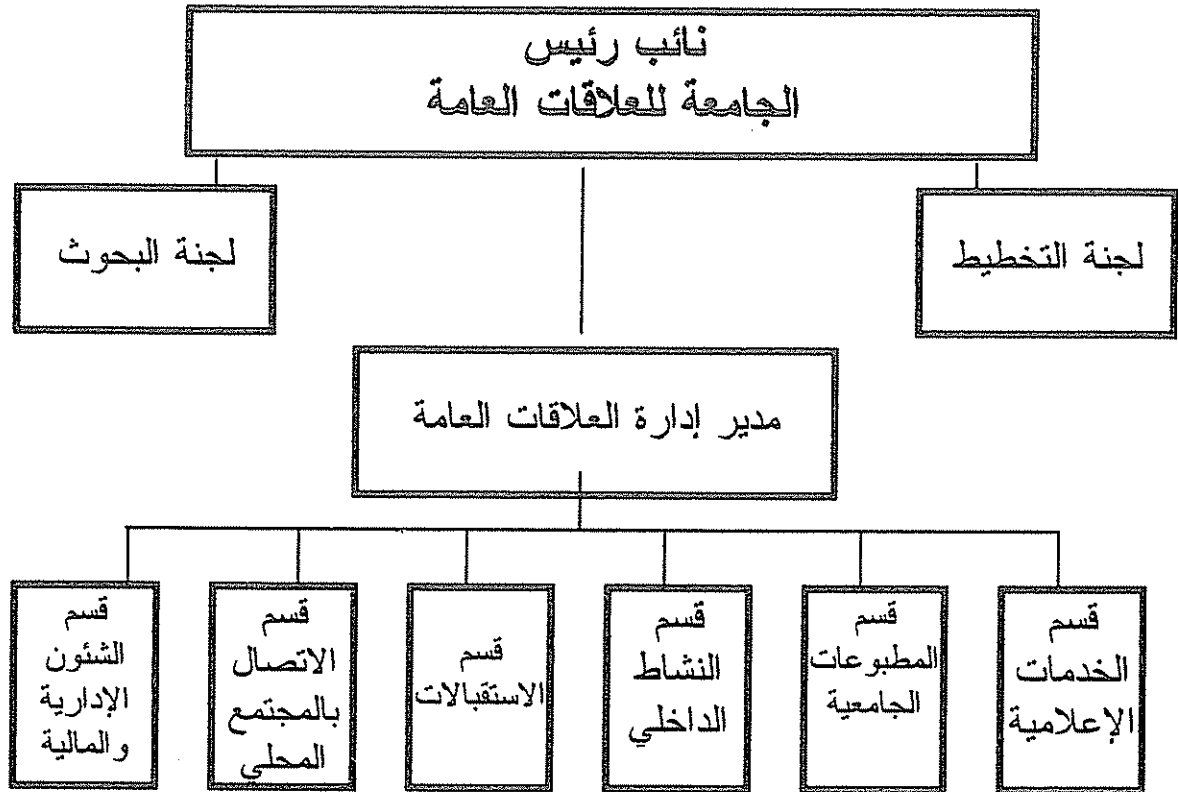 نائب رئيس
الجامعة للعلاقات العامة
لجنة التخطيط
لجنة البحوث
مدير إدارة العلاقات العامة
قسم
الخدمات
الإعلامية
قسم
المطبوعات
الجامعية
قسم
النشاط
الداخلي
قسم
الاستقبالات
قسم
الاتصال
بالمجتمع
المحلي
قسم
الشئون
الإدارية
والمالية